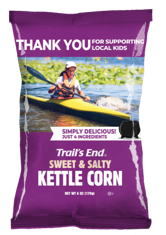 THANK YOU FOR SUPPORTING LOCAL KIDS
SIMPLY DELICIOUS!
JUST 4 INGREDIENTS
Trail's End
SWEET & SALTY
KETTLE CORN
NET WT 6 OZ (170g)